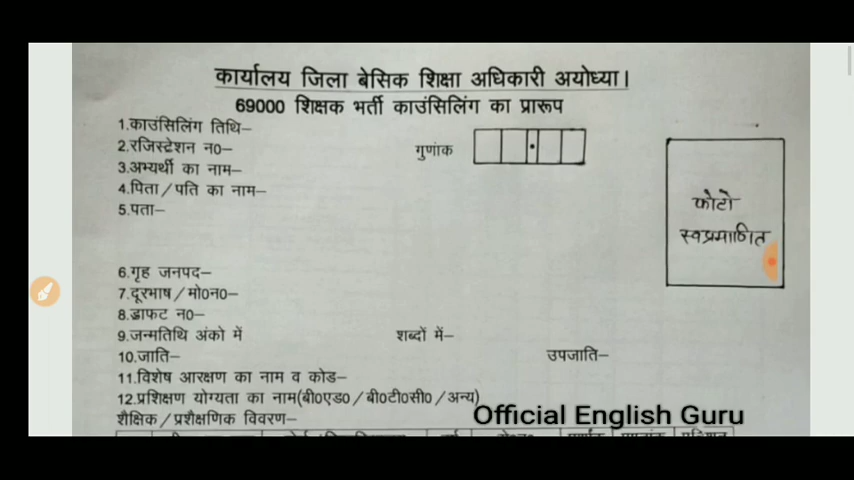 कार्यालय जिला बेसिक शिक्षा अधिकारी अयोध्या।
69000 शिक्षक भर्ती काउंसिलिंग का प्रारूप
1.काउंसिलिंग तिथि–
2.रजिस्टेशन न0– गुणांक
3.अभ्यर्थी का नाम–
4.पिता/पति का नाम–
5.पता–
फोटो
स्वप्रमाणित
6.गृह जनपद–
7.दूरभाष/मो0न0–
8.ड्राफट न0–
9.जन्मतिथि अंको में शब्दों में–
10.जाति– उपजाति–
11.विशेष आरक्षण का नाम व कोड–
12.प्रशिक्षण योग्यता का नाम(बी0एड0/बी0टी0सी0/अन्य)
शैक्षिक/प्रशैक्षणिक विवरण–
Official English Guru